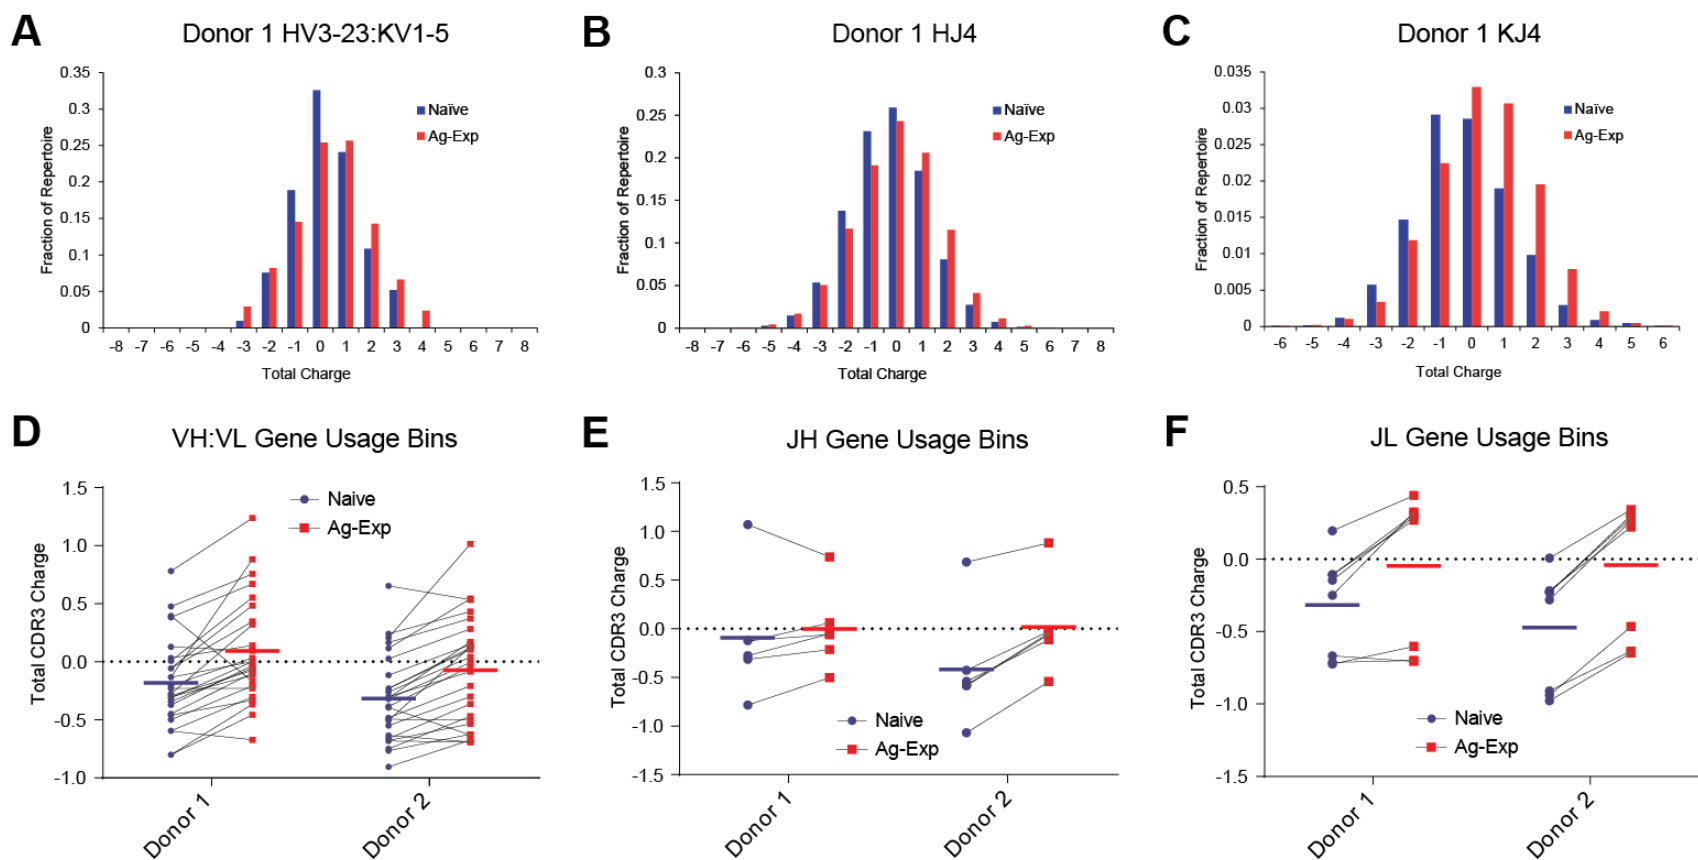 A
Donor 1 HV3-23:KV1-5
Fraction of Repertoire
0.35
0.3
0.25
0.2
0.15
0.1
0.05
0
Naïve
Ag-Exp
-8 -7 -6 -5 -4 -3 -2 -1 0 1 2 3 4 5 6 7 8
Total Charge
B
Donor 1 HJ4
Fraction of Repertoire
0.3
0.25
0.2
0.15
0.1
0.05
0
Naïve
Ag-Exp
-8 -7 -6 -5 -4 -3 -2 -1 0 1 2 3 4 5 6 7 8
Total Charge
C
Donor 1 KJ4
Fraction of Repertoire
0.035
0.03
0.025
0.02
0.015
0.01
0.005
0
Naïve
Ag-Exp
-6 -5 -4 -3 -2 -1 0 1 2 3 4 5 6
Total Charge
D
VH:VL Gene Usage Bins
Total CDR3 Charge
1.5
1.0
0.5
0.0
-0.5
-1.0
Naive
Ag-Exp
Donor 1
Donor 2
E
JH Gene Usage Bins
Total CDR3 Charge
1.5
1.0
0.5
0.0
-0.5
-1.0
-1.5
Naive
Ag-Exp
Donor 1
Donor 2
F
JL Gene Usage Bins
Total CDR3 Charge
0.5
0.0
-0.5
-1.0
-1.5
Naive
Ag-Exp
Donor 1
Donor 2